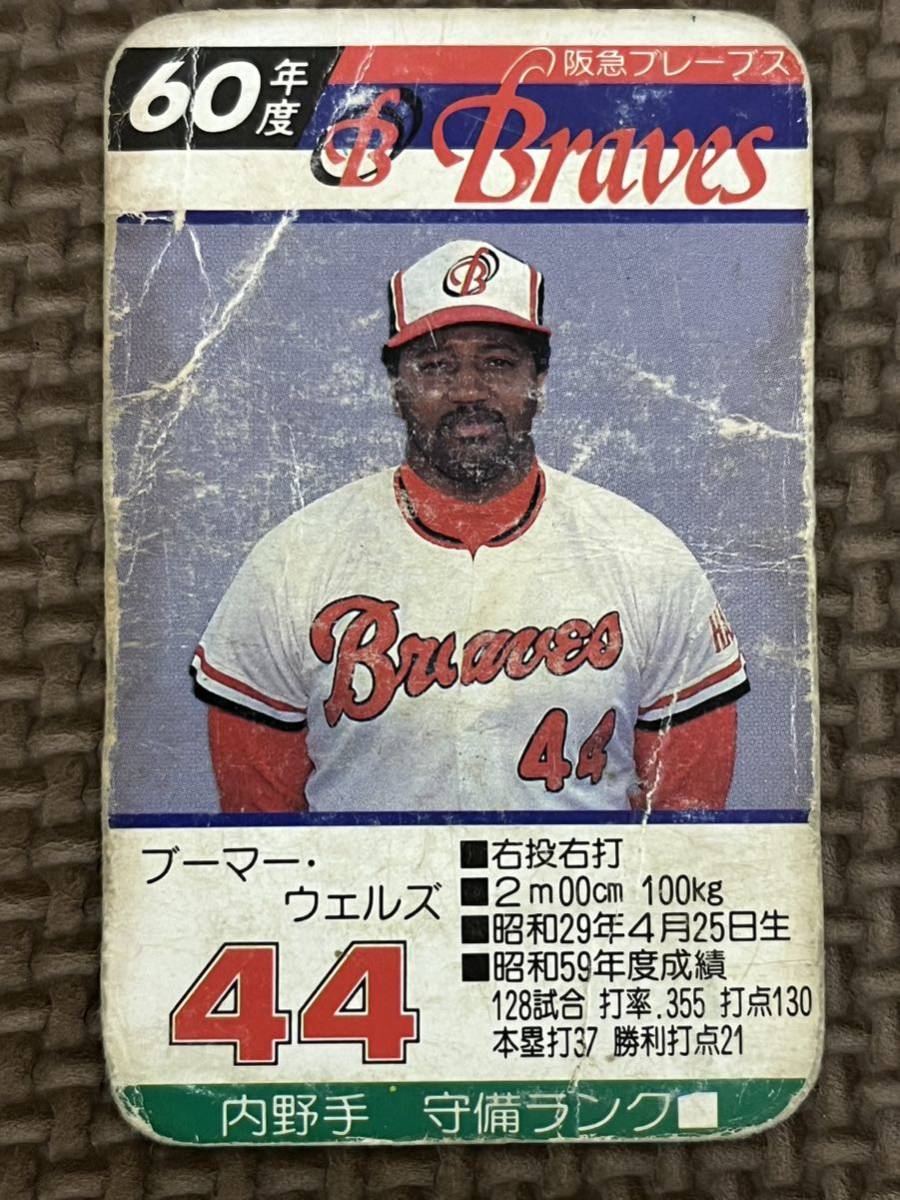 60年度
阪急ブレーブス
B Braves
Braves
44
ブーマー・
ウェルズ
44
■右投右打
■2m00cm 100kg
■昭和29年4月25日生
■昭和59年度成績
128試合 打率.355 打点130
本塁打37 勝利打点21
内野手 守備ランク